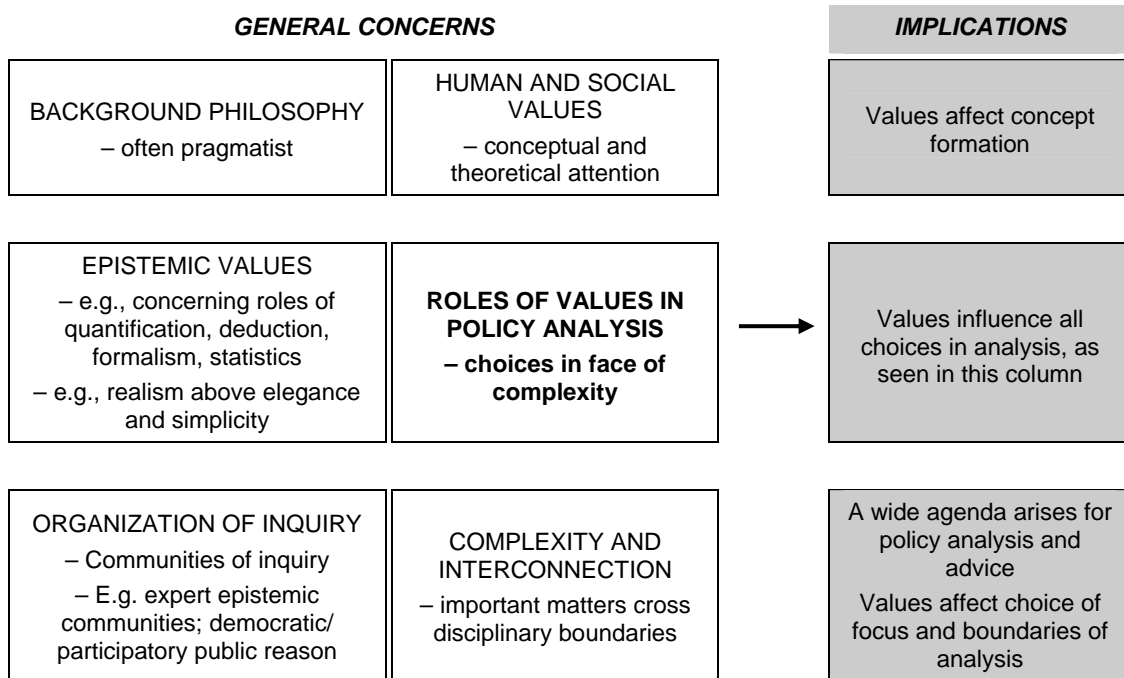 GENERAL CONCERNS
IMPLICATIONS
BACKGROUND PHILOSOPHY
– often pragmatist
HUMAN AND SOCIAL
VALUES
– conceptual and
theoretical attention
Values affect concept
formation
EPISTEMIC VALUES
– e.g., concerning roles of
quantification, deduction,
formalism, statistics
– e.g., realism above elegance
and simplicity
ROLES OF VALUES IN
POLICY ANALYSIS
– choices in face of
complexity
Values influence all
choices in analysis, as
seen in this column
ORGANIZATION OF INQUIRY
– Communities of inquiry
– E.g. expert epistemic
communities; democratic/
participatory public reason
COMPLEXITY AND
INTERCONNECTION
– important matters cross
disciplinary boundaries
A wide agenda arises for
policy analysis and
advice
Values affect choice of
focus and boundaries of
analysis